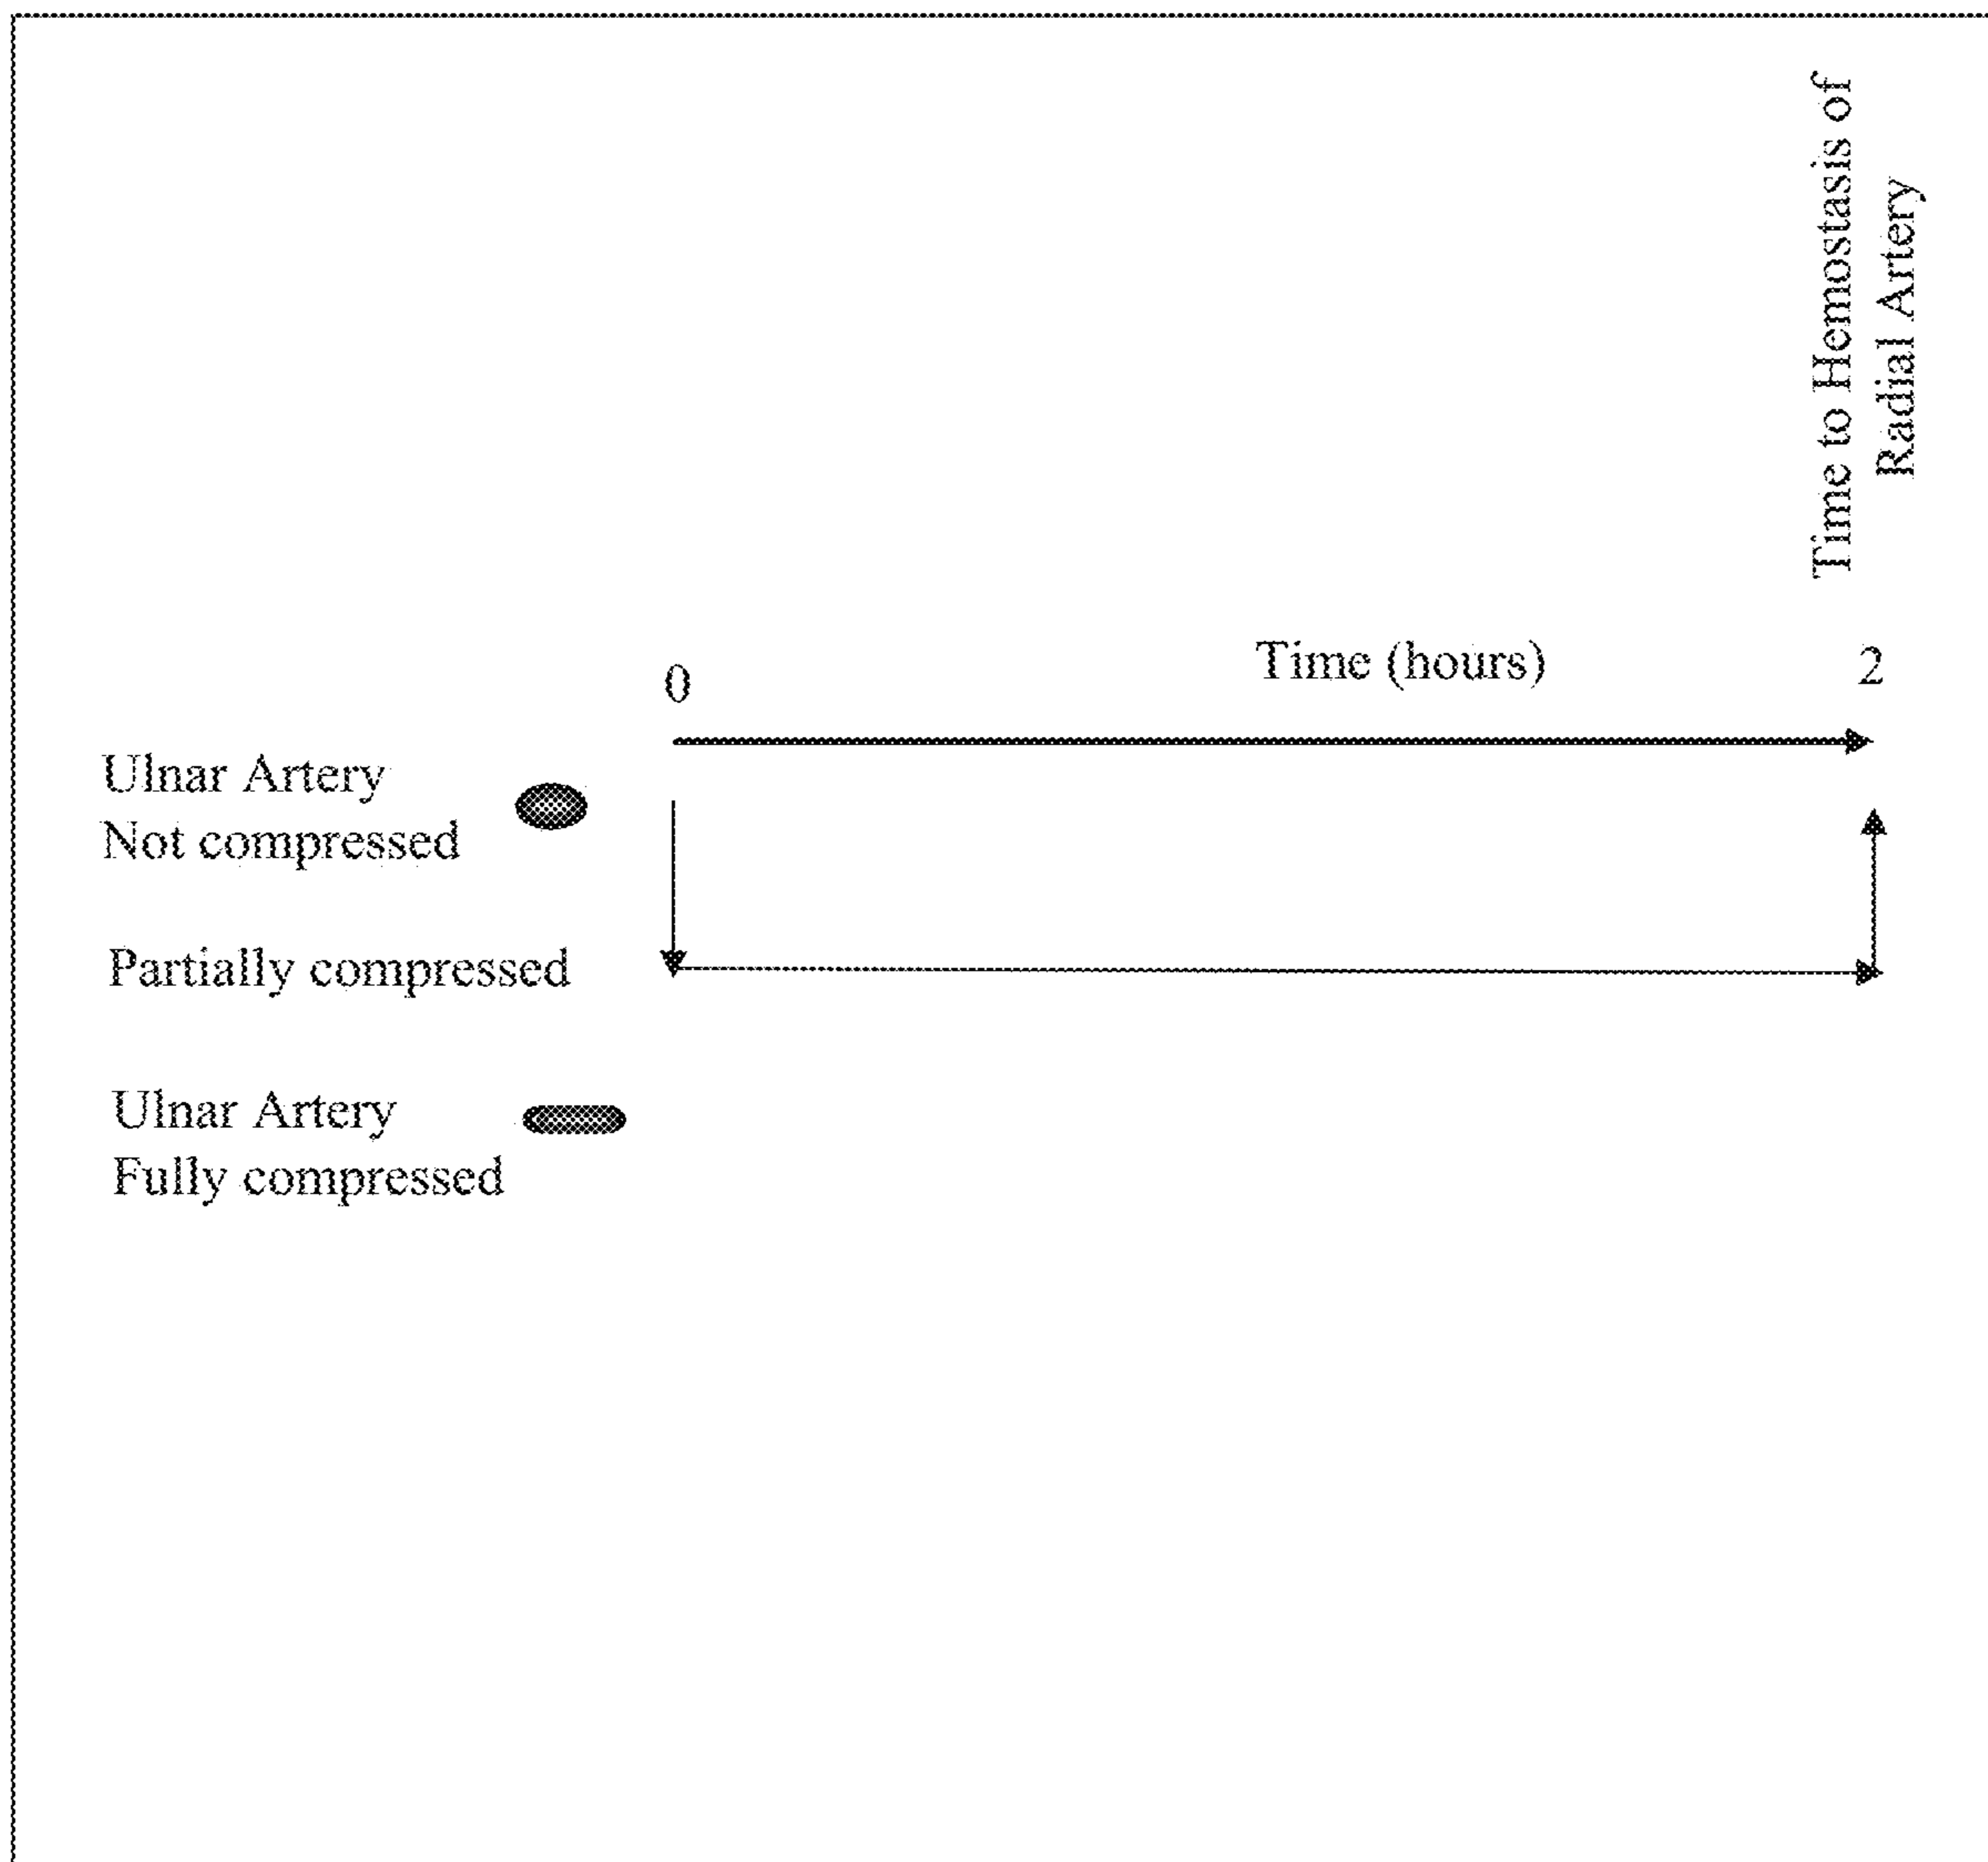 Time to Hemostasis of
Radial Artery
0
Time (hours)
2
Ulnar Artery
Not compressed
Partially compressed
Ulnar Artery
Fully compressed